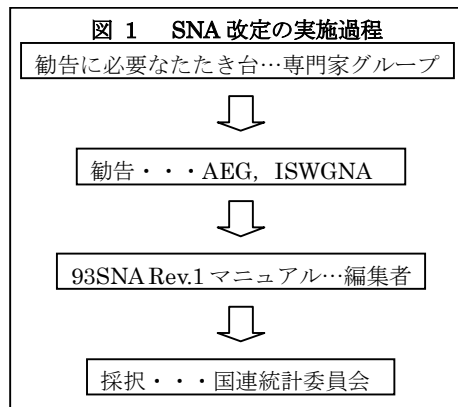 図 1 SNA 改定の実施過程
勧告に必要なたたき台…専門家グループ
勧告・・・AEG, ISWGNA
93SNA Rev.1 マニュアル…編集者
採択・・・国連統計委員会